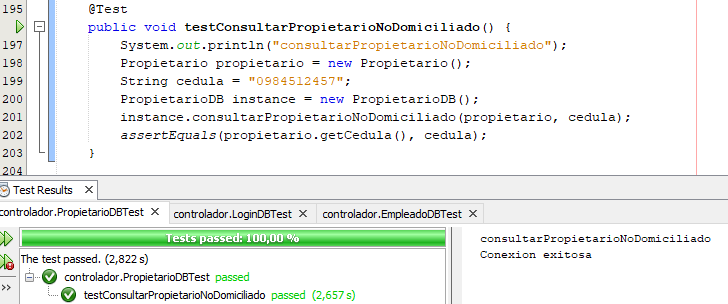 195 @Test
public void testConsultarPropietarioNoDomiciliado() {
197 System.out.println("consultarPropietarioNoDomiciliado");
198 Propietario propietario = new Propietario();
199 String cedula = "0984512457";
200 PropietarioDB instance = new PropietarioDB();
201 instance.consultarPropietarioNoDomiciliado(propietario, cedula);
202 assertEquals(propietario.getCedula(), cedula);
203 }
Test Results
controlador.PropietarioDBTest controlador.LoginDBTest controlador.EmpleadoDBTest
Tests passed: 100,00 %
The test passed. (2,822 s)
controlador.PropietarioDBTest passed
testConsultarPropietarioNoDomiciliado passed (2,657 s)
consultarPropietarioNoDomiciliado
Conexion exitosa